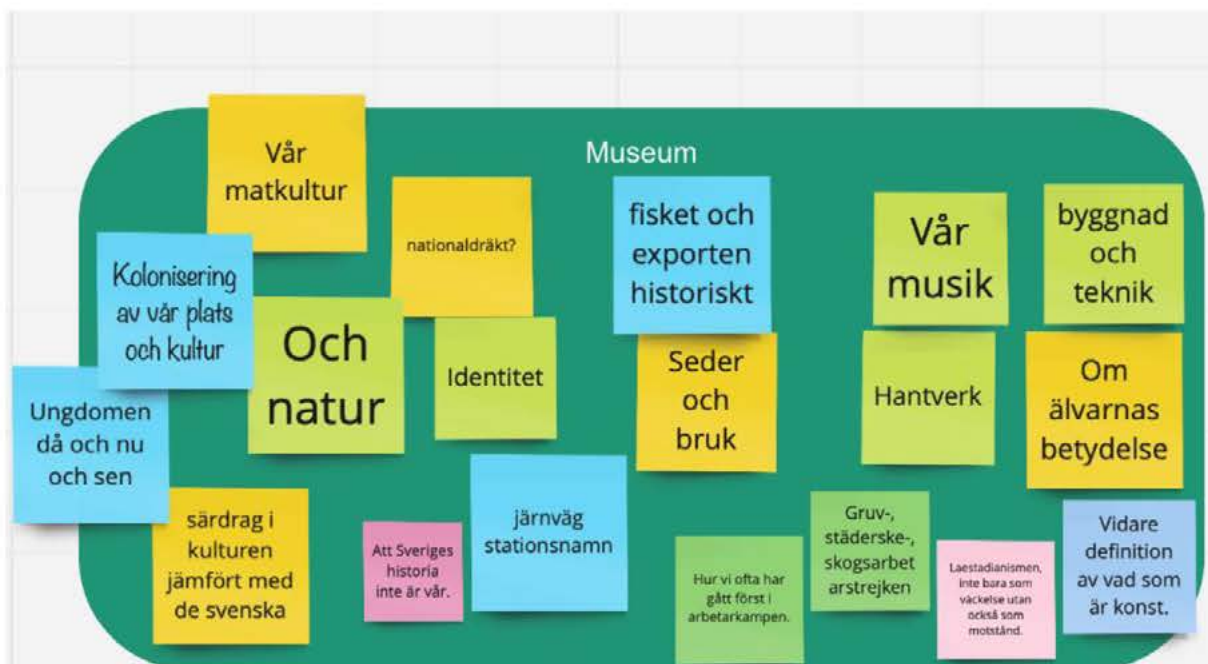 Museum
Vår
matkultur
nationaldräkt?
fisket och
exporten
historiskt
Vår
musik
byggnad
och
teknik
Kolonisering
av vår plats
och kultur
Och
natur
Identitet
Seder
och
bruk
Hantverk
Om
älvarnas
betydelse
Ungdomen
då och nu
och sen
särdrag i
kulturen
jämfört med
de svenska
Att Sveriges
historia
inte är vår.
järnväg
stationsnamn
Hur vi ofta har
gått först i
arbetarkampen.
Gruv-,
städerske-,
skogsarbet
arstrejken
Laestadianismen,
inte bara som
väckelse utan
också som
motstånd.
Vidare
definition
av vad som
är konst.